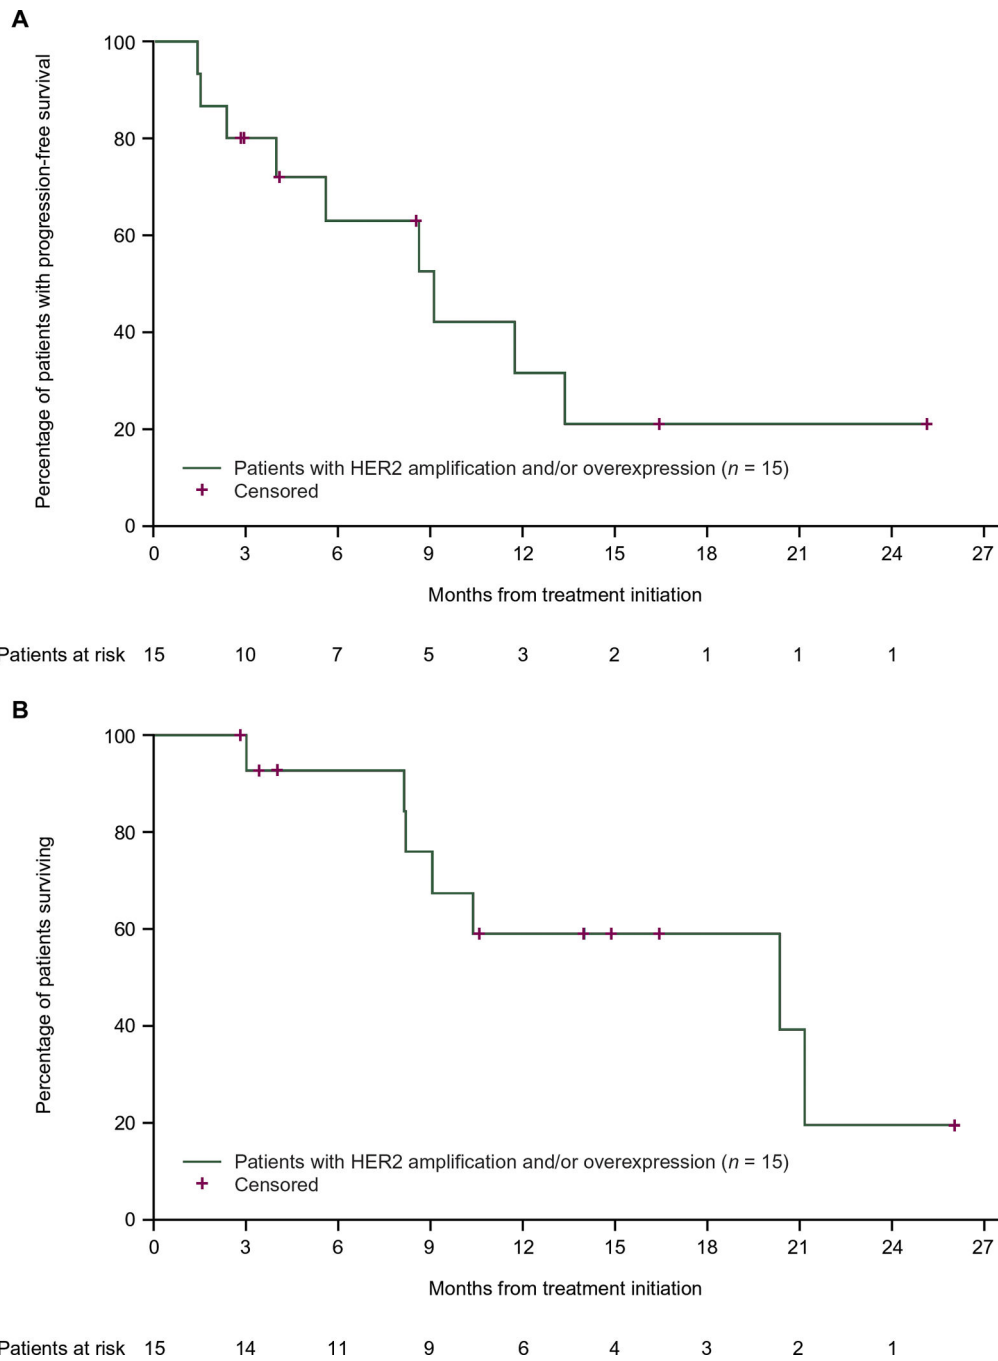 A
Percentage of patients with progression-free survival
100
80
60
40
20
0
Patients with HER2 amplification and/or overexpression (n = 15)
Censored
0 3 6 9 12 15 18 21 24 27
Months from treatment initiation
Patients at risk 15 10 7 5 3 2 1 1 1
B
Percentage of patients surviving
100
80
60
40
20
0
Patients with HER2 amplification and/or overexpression (n = 15)
Censored
0 3 6 9 12 15 18 21 24 27
Months from treatment initiation
Patients at risk 15 14 11 9 6 4 3 2 1